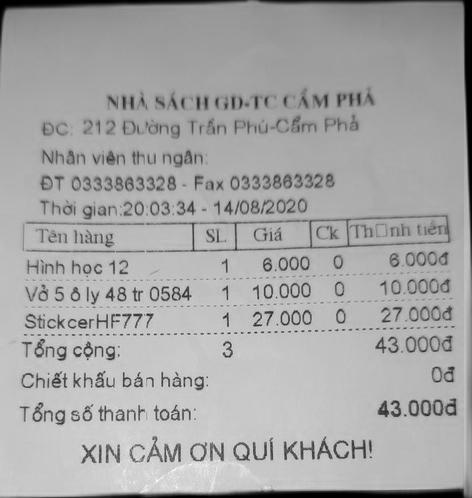 NHÀ SÁCH GD-TC CẨM PHẢ
ĐC: 212 Đường Trần Phú-Cẩm Phả
Nhân viên thu ngân:
ĐT 0333863328 - Fax 0333863328
Thời gian:20:03:34 - 14/08/2020
Tên hàng SL Giá Ck Th□nh tiền
Hình học 12 1 6.000 0 6.000đ
Vở 5 ô ly 48 tr 0584 1 10.000 0 10.000đ
StickcerHF777 1 27.000 0 27.000đ
Tổng cộng: 3 43.000đ
Chiết khấu bán hàng: 0đ
Tổng số thanh toán: 43.000đ
XIN CẢM ƠN QUÍ KHÁCH!